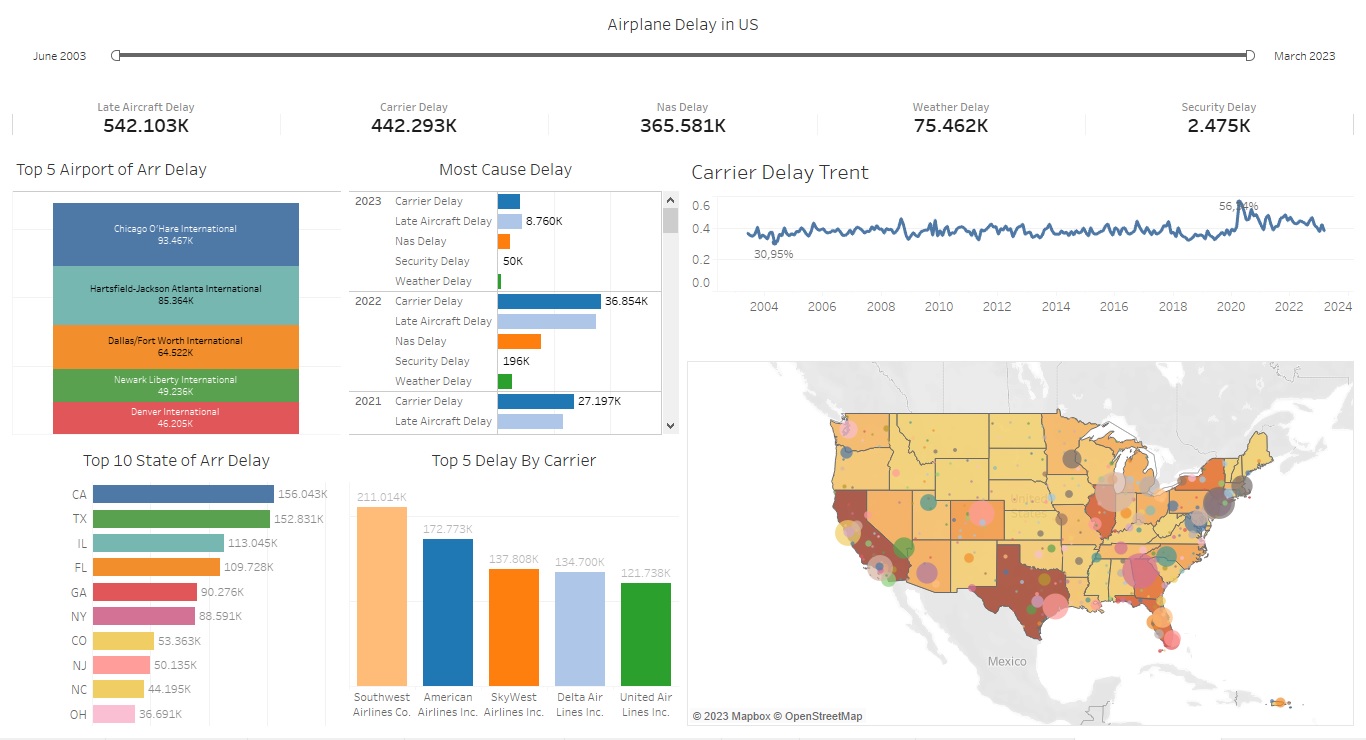 Airplane Delay in US
June 2003
March 2023
Late Aircraft Delay
542.103K
Carrier Delay
442.293K
Nas Delay
365.581K
Weather Delay
75.462K
Security Delay
2.475K
Top 5 Airport of Arr Delay
Chicago O'Hare International
93.467K
Hartsfield-Jackson Atlanta International
85.364K
Dallas/Fort Worth International
64.522K
Newark Liberty International
49.236K
Denver International
46.205K
Most Cause Delay
2023 Carrier Delay
Late Aircraft Delay 8.760K
Nas Delay
Security Delay 50K
Weather Delay
2022 Carrier Delay 36.854K
Late Aircraft Delay
Nas Delay
Security Delay 196K
Weather Delay
2021 Carrier Delay 27.197K
Late Aircraft Delay
Carrier Delay Trent
0.6
0.4
0.2
0.0
30,95%
2004 2006 2008 2010 2012 2014 2016 2018 2020 2022 2024
Top 10 State of Arr Delay
CA 156.043K
TX 152.831K
IL 113.045K
FL 109.728K
GA 90.276K
NY 88.591K
CO 53.363K
NJ 50.135K
NC 44.195K
OH 36.691K
Top 5 Delay By Carrier
211.014K
172.773K
137.808K
134.700K
121.738K
Southwest American SkyWest Delta Air United Air
Airlines Co. Airlines Inc. Airlines Inc. Lines Inc. Lines Inc.
United
Mexico
© 2023 Mapbox © OpenStreetMap